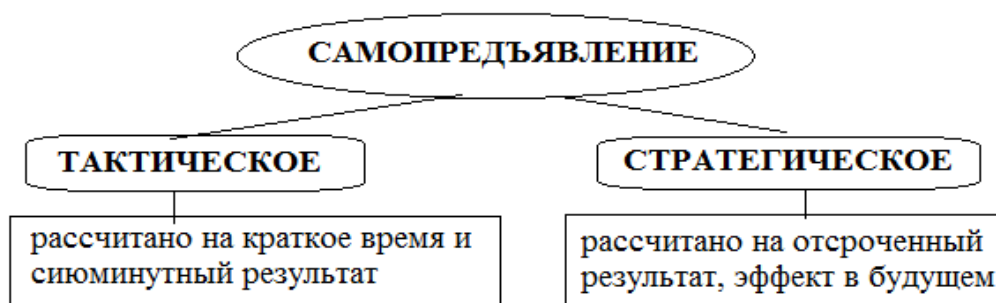 САМОПРЕДЪЯВЛЕНИЕ
ТАКТИЧЕСКОЕ
СТРАТЕГИЧЕСКОЕ
рассчитано на краткое время и
сиюминутный результат
рассчитано на отсроченный
результат, эффект в будущем